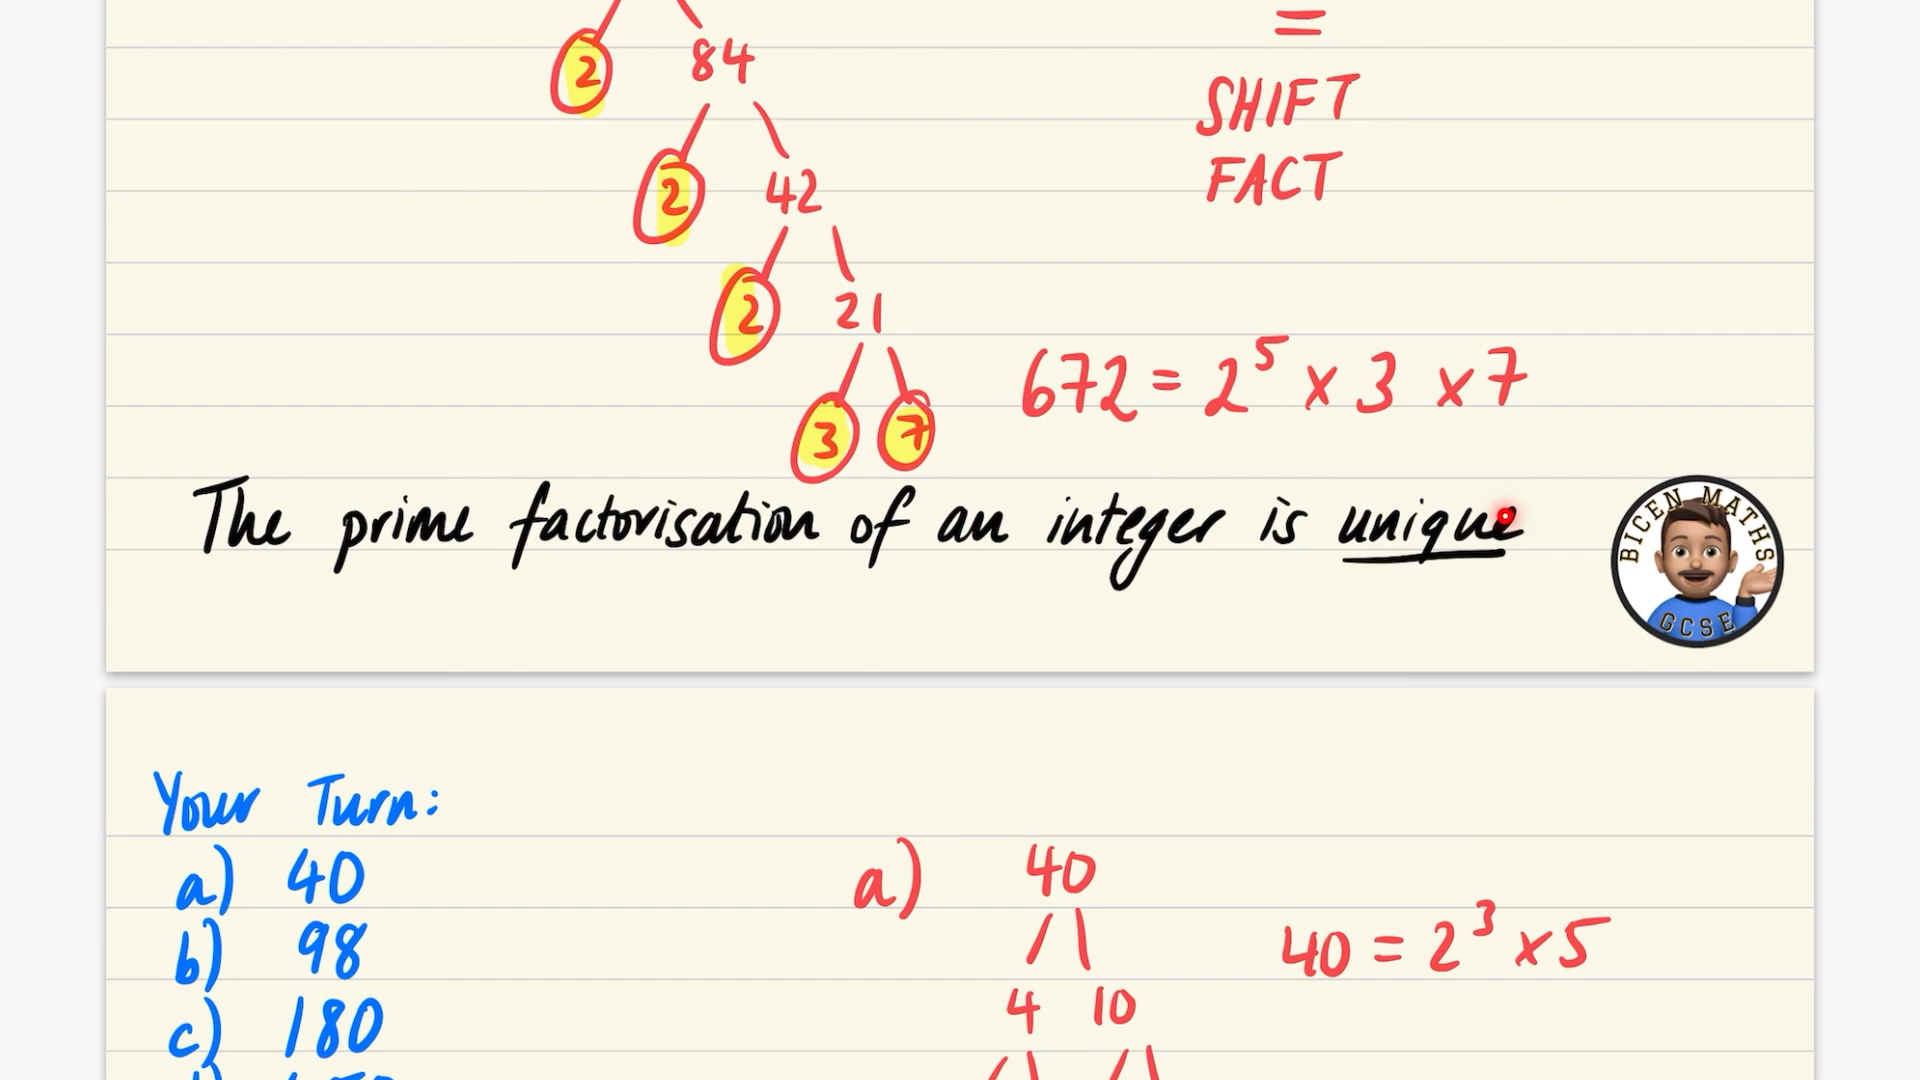 =
SHIFT
FACT
2 84
2 42
2 21
3 7
672 = 2⁵ x 3 x 7
The prime factorisation of an integer is unique
BICEN MATHS
GCSE
Your Turn:
a) 40
b) 98
c) 180
a) 40
4 10
40 = 2³ x 5